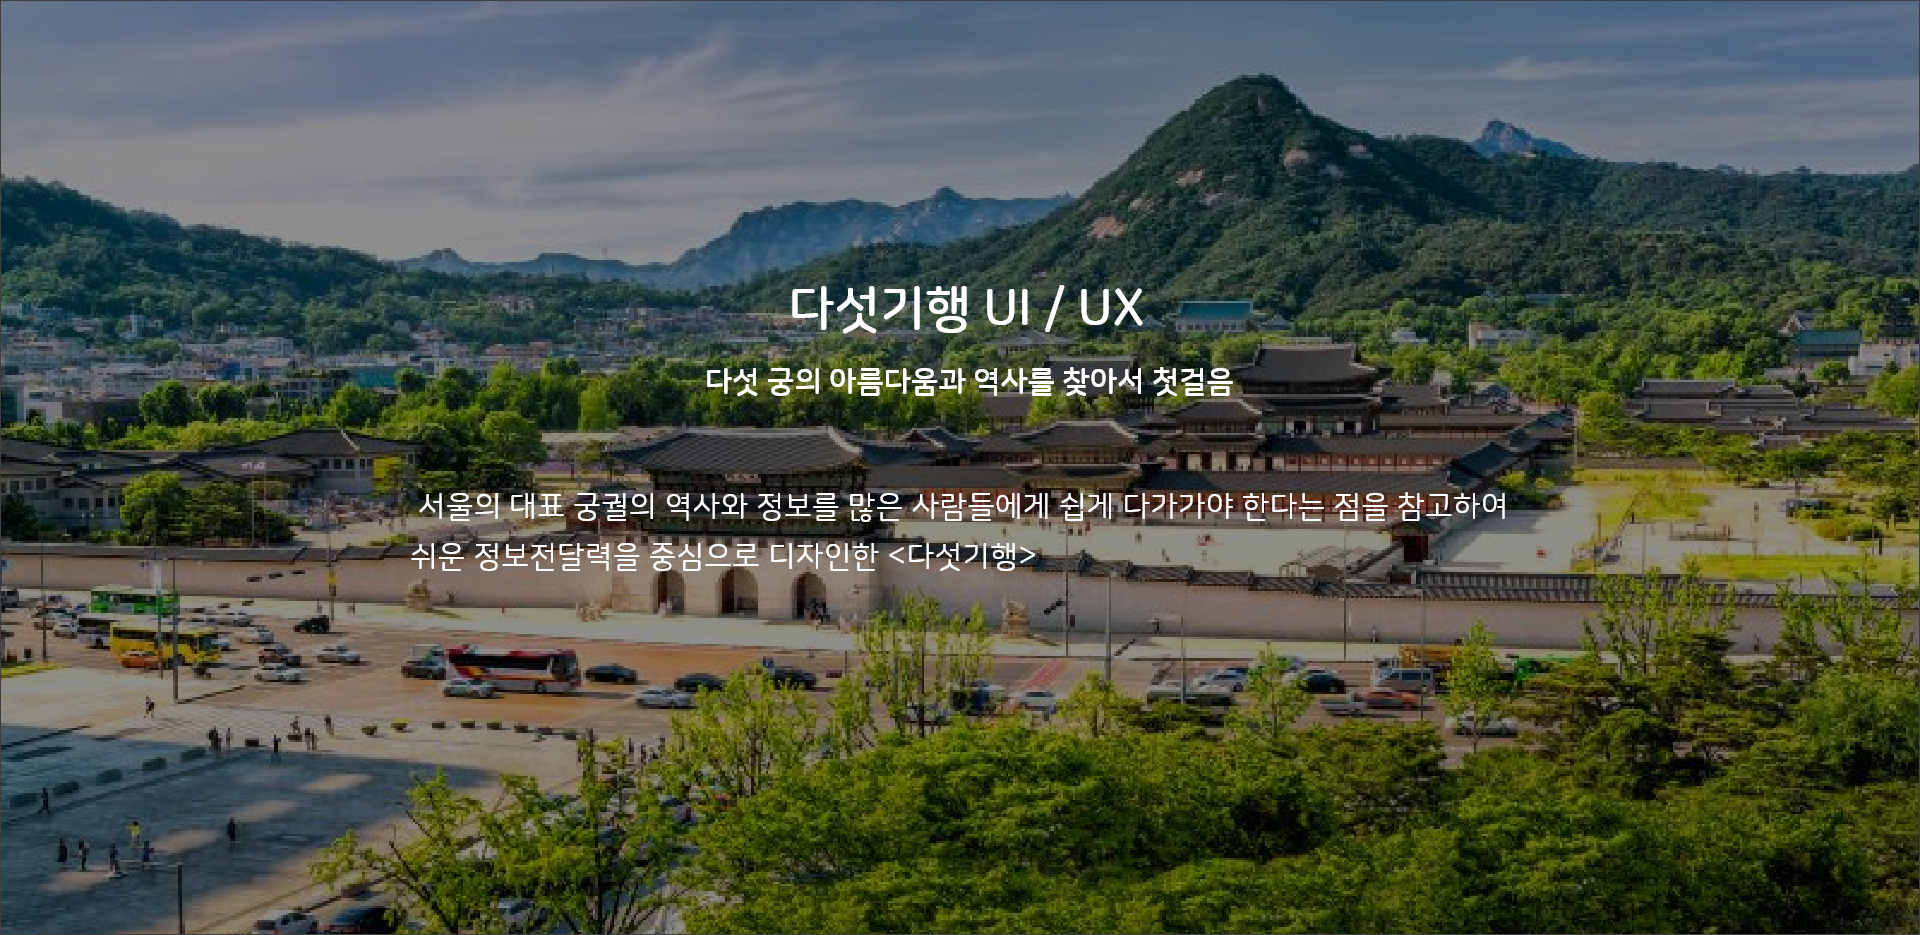 다섯기행 UI / UX
다섯 궁의 아름다움과 역사를 찾아서 첫걸음
서울의 대표 궁궐의 역사와 정보를 많은 사람들에게 쉽게 다가가야 한다는 점을 참고하여
쉬운 정보전달력을 중심으로 디자인한 <다섯기행>